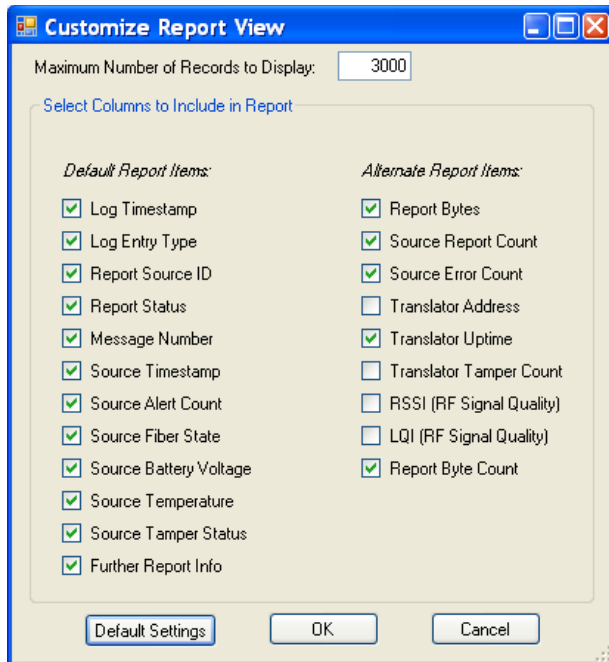 Customize Report View
Maximum Number of Records to Display: 3000
Select Columns to Include in Report
Default Report Items:
Log Timestamp
Log Entry Type
Report Source ID
Report Status
Message Number
Source Timestamp
Source Alert Count
Source Fiber State
Source Battery Voltage
Source Temperature
Source Tamper Status
Further Report Info
Alternate Report Items:
Report Bytes
Source Report Count
Source Error Count
Translator Address
Translator Uptime
Translator Tamper Count
RSSI (RF Signal Quality)
LQI (RF Signal Quality)
Report Byte Count
Default Settings
OK
Cancel